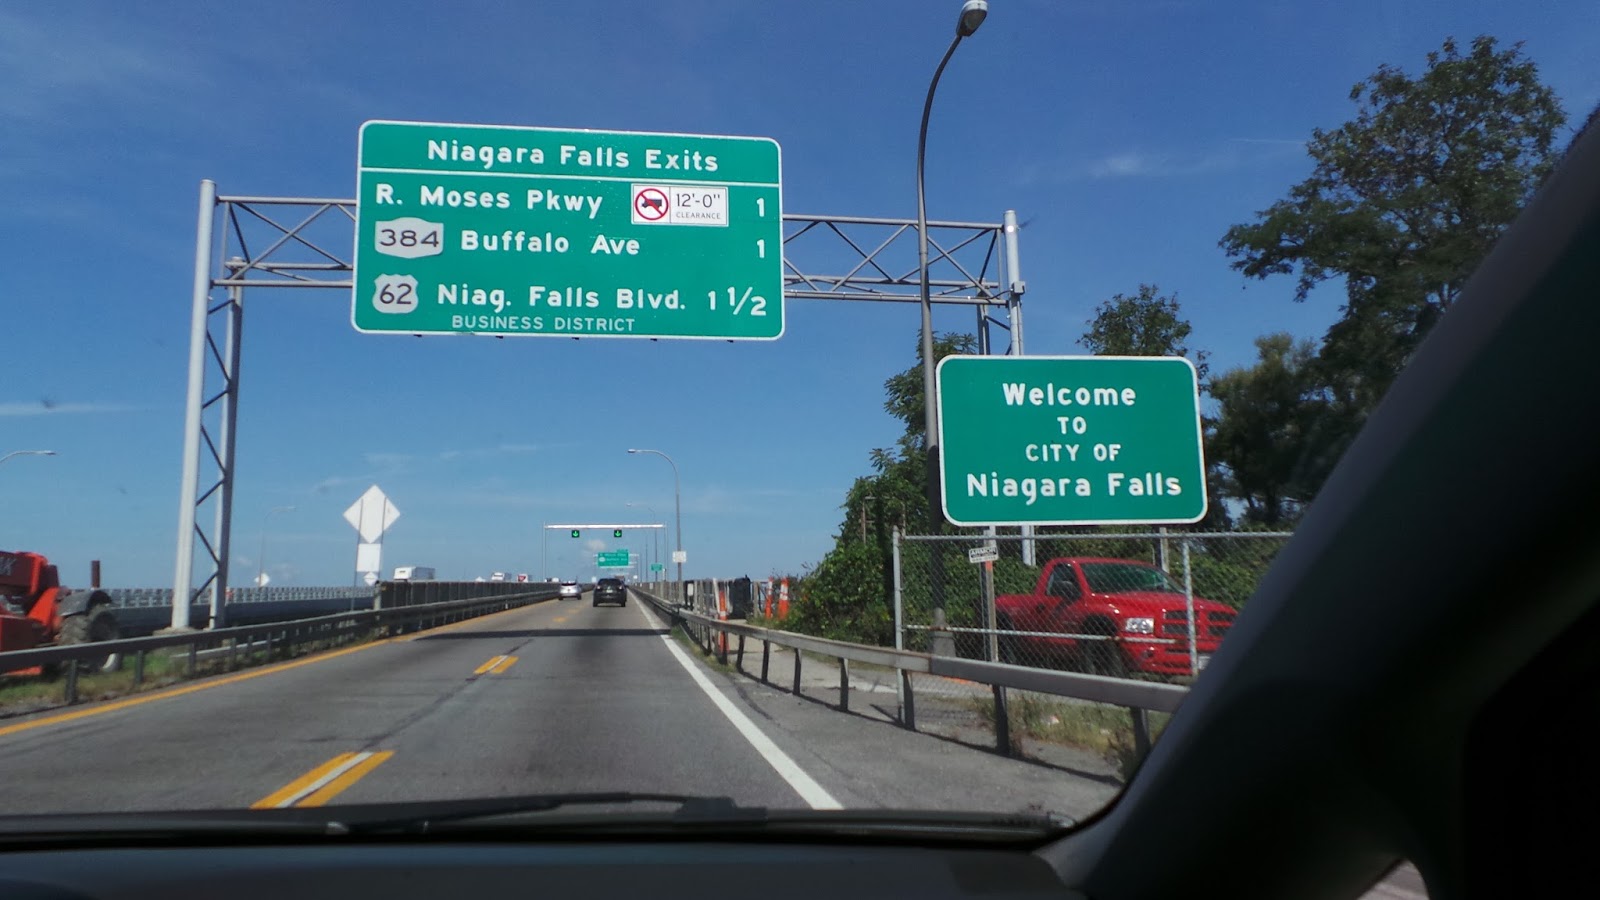 Niagara Falls Exits
R. Moses Pkwy 12'-0" 1
CLEARANCE
384 Buffalo Ave 1
62 Niag. Falls Blvd. 1 1/2
BUSINESS DISTRICT
Welcome
TO
CITY OF
Niagara Falls